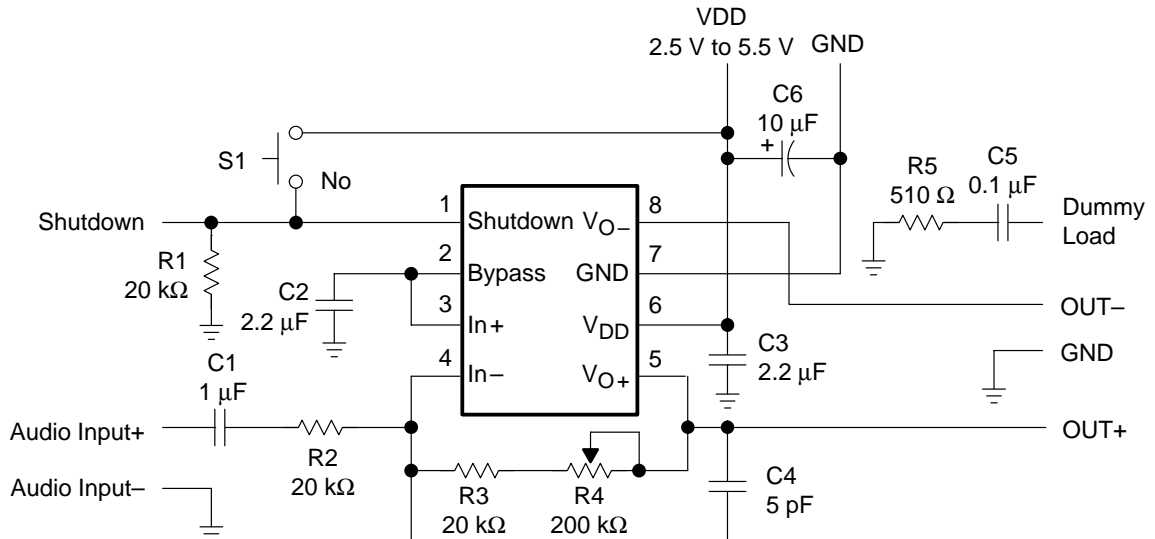 VDD
2.5 V to 5.5 V
GND
C6
10 μF
+
S1
No
R5
510 Ω
C5
0.1 μF
Dummy
Load
Shutdown
1
Shutdown
VO–
8
R1
20 kΩ
C2
2.2 μF
2
Bypass
GND
7
3
In+
VDD
6
4
In–
VO+
5
C3
2.2 μF
OUT–
GND
C1
1 μF
Audio Input+
R2
20 kΩ
OUT+
Audio Input–
R3
20 kΩ
R4
200 kΩ
C4
5 pF